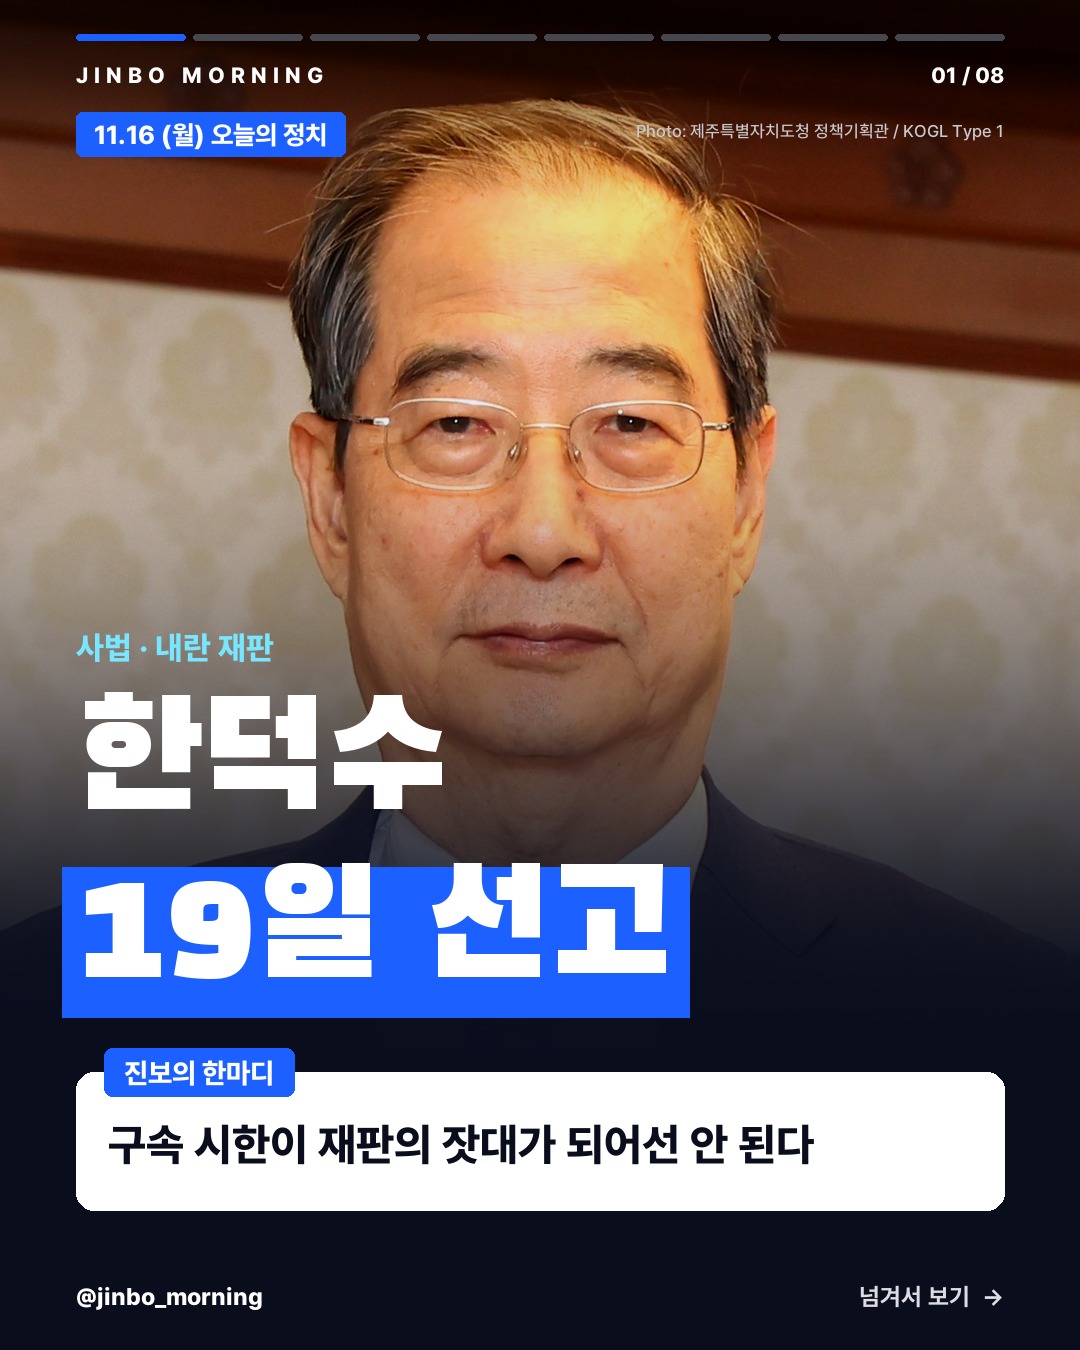 JINBO MORNING
01 / 08
11.16 (월) 오늘의 정치
Photo: 제주특별자치도청 정책기획관 / KOGL Type 1
사법 · 내란 재판
한덕수
19일 선고
진보의 한마디
구속 시한이 재판의 잣대가 되어선 안 된다
@jinbo_morning
넘겨서 보기 →